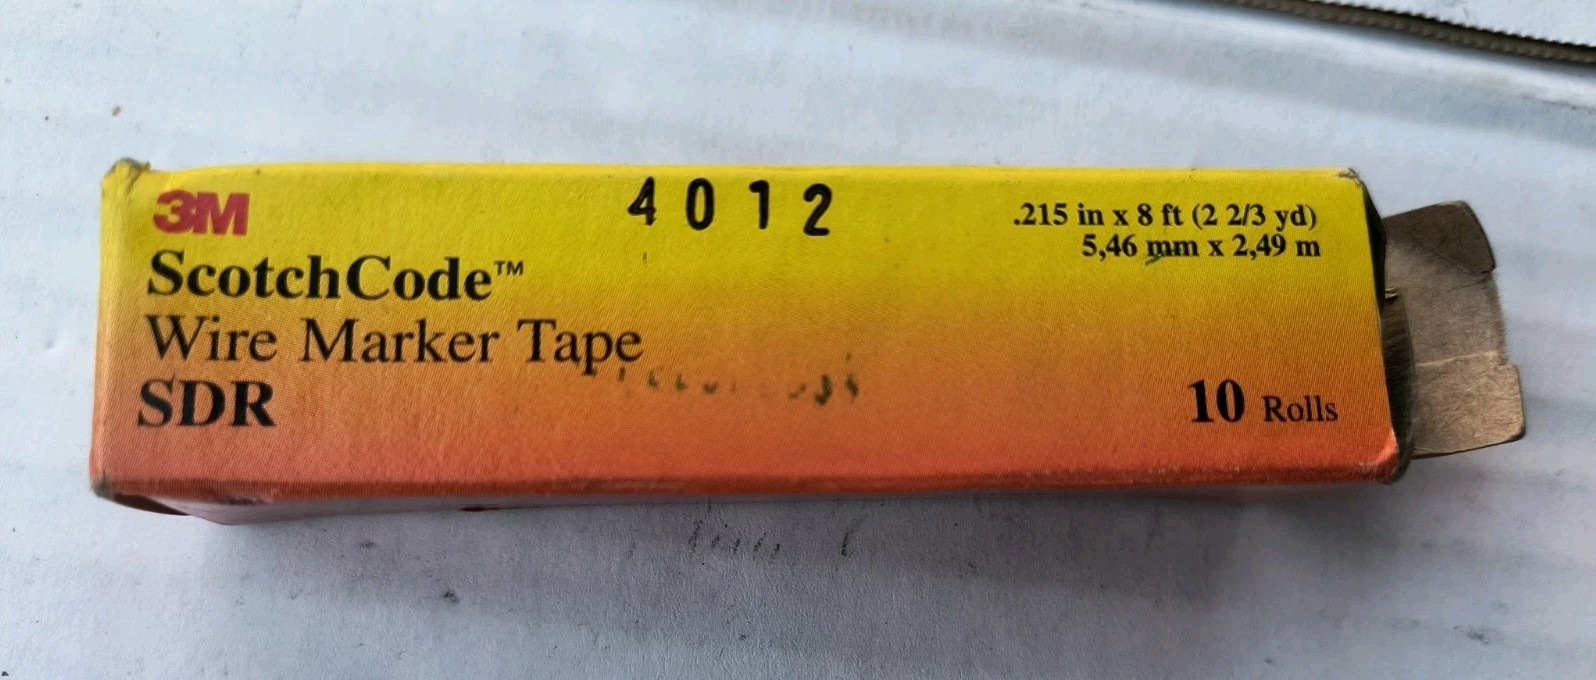 3M
4012
.215 in x 8 ft (2 2/3 yd)
5,46 mm x 2,49 m
ScotchCode™
Wire Marker Tape
SDR
10 Rolls